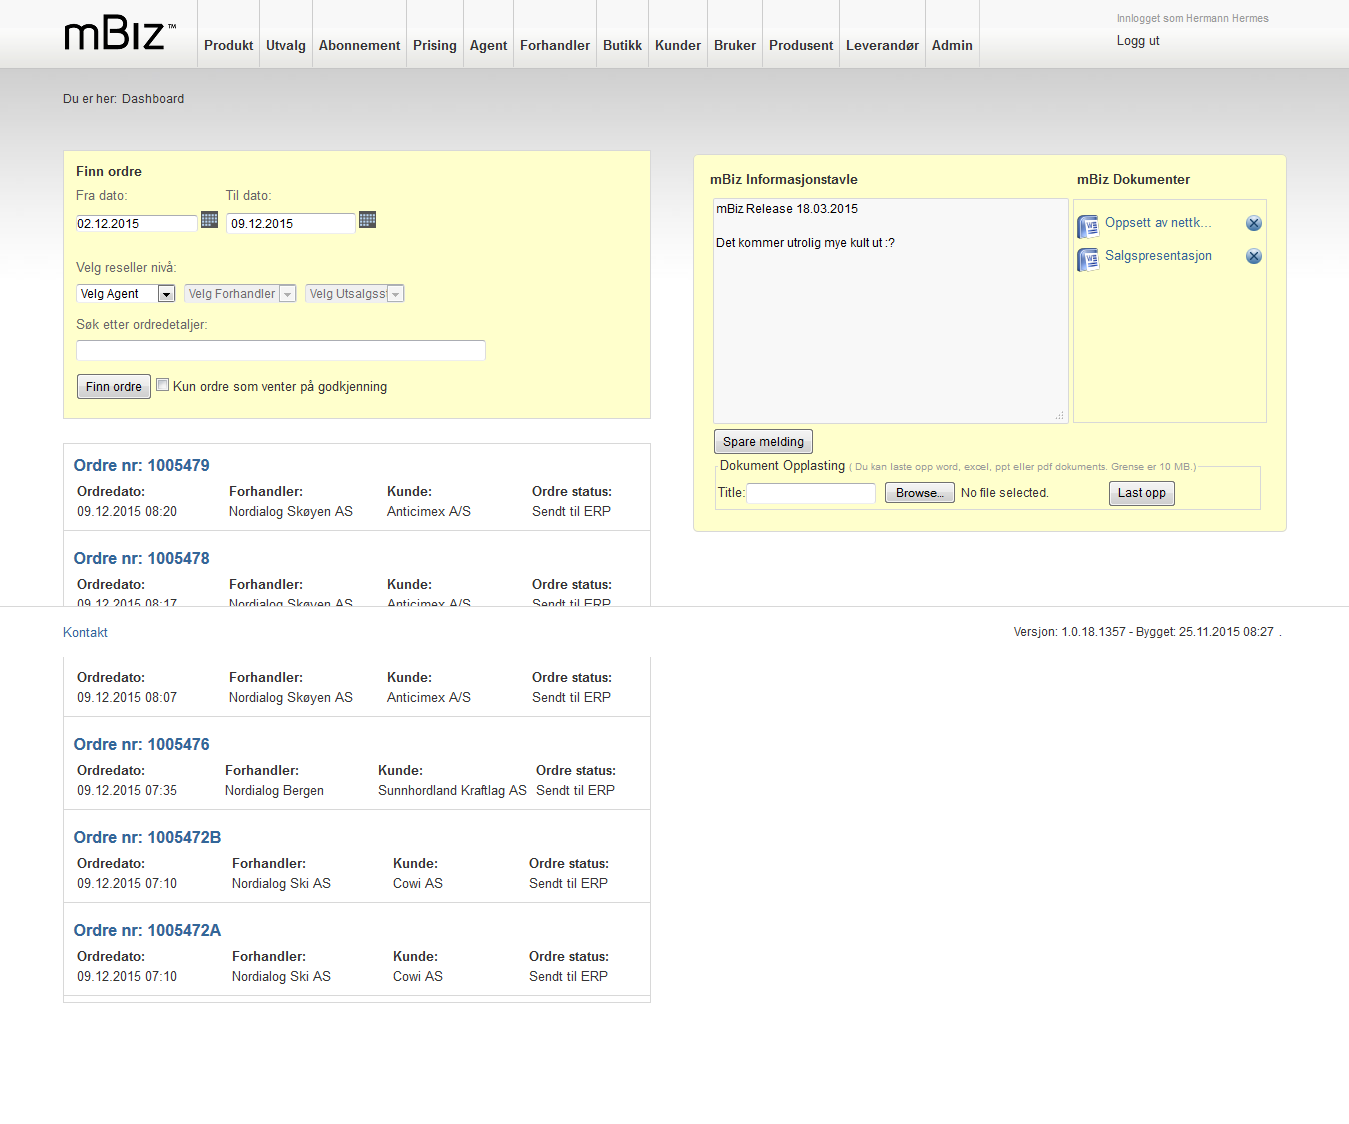 mBiz™
Produkt Utvalg Abonnement Prising Agent Forhandler Butikk Kunder Bruker Produsent Leverandør Admin
Innlogget som Hermann Hermes
Logg ut
Du er her: Dashboard
Finn ordre
Fra dato: Til dato:
02.12.2015 09.12.2015
Velg reseller nivå:
Velg Agent Velg Forhandler Velg Utsalgss
Søk etter ordredetaljer:
Finn ordre Kun ordre som venter på godkjenning
mBiz Informasjonstavle
mBiz Release 18.03.2015
Det kommer utrolig mye kult ut :?
mBiz Dokumenter
Oppsett av nettk...
Salgspresentasjon
Spare melding
Dokument Opplasting ( Du kan laste opp word, excel, ppt eller pdf dokuments. Grense er 10 MB.)
Title: Browse... No file selected. Last opp
Ordre nr: 1005479
Ordredato: Forhandler: Kunde: Ordre status:
09.12.2015 08:20 Nordialog Skøyen AS Anticimex A/S Sendt til ERP
Ordre nr: 1005478
Ordredato: Forhandler: Kunde: Ordre status:
09.12.2015 08:17 Nordialog Skøyen AS Anticimex A/S Sendt til ERP
Kontakt
Versjon: 1.0.18.1357 - Bygget: 25.11.2015 08:27 .
Ordredato: Forhandler: Kunde: Ordre status:
09.12.2015 08:07 Nordialog Skøyen AS Anticimex A/S Sendt til ERP
Ordre nr: 1005476
Ordredato: Forhandler: Kunde: Ordre status:
09.12.2015 07:35 Nordialog Bergen Sunnhordland Kraftlag AS Sendt til ERP
Ordre nr: 1005472B
Ordredato: Forhandler: Kunde: Ordre status:
09.12.2015 07:10 Nordialog Ski AS Cowi AS Sendt til ERP
Ordre nr: 1005472A
Ordredato: Forhandler: Kunde: Ordre status:
09.12.2015 07:10 Nordialog Ski AS Cowi AS Sendt til ERP